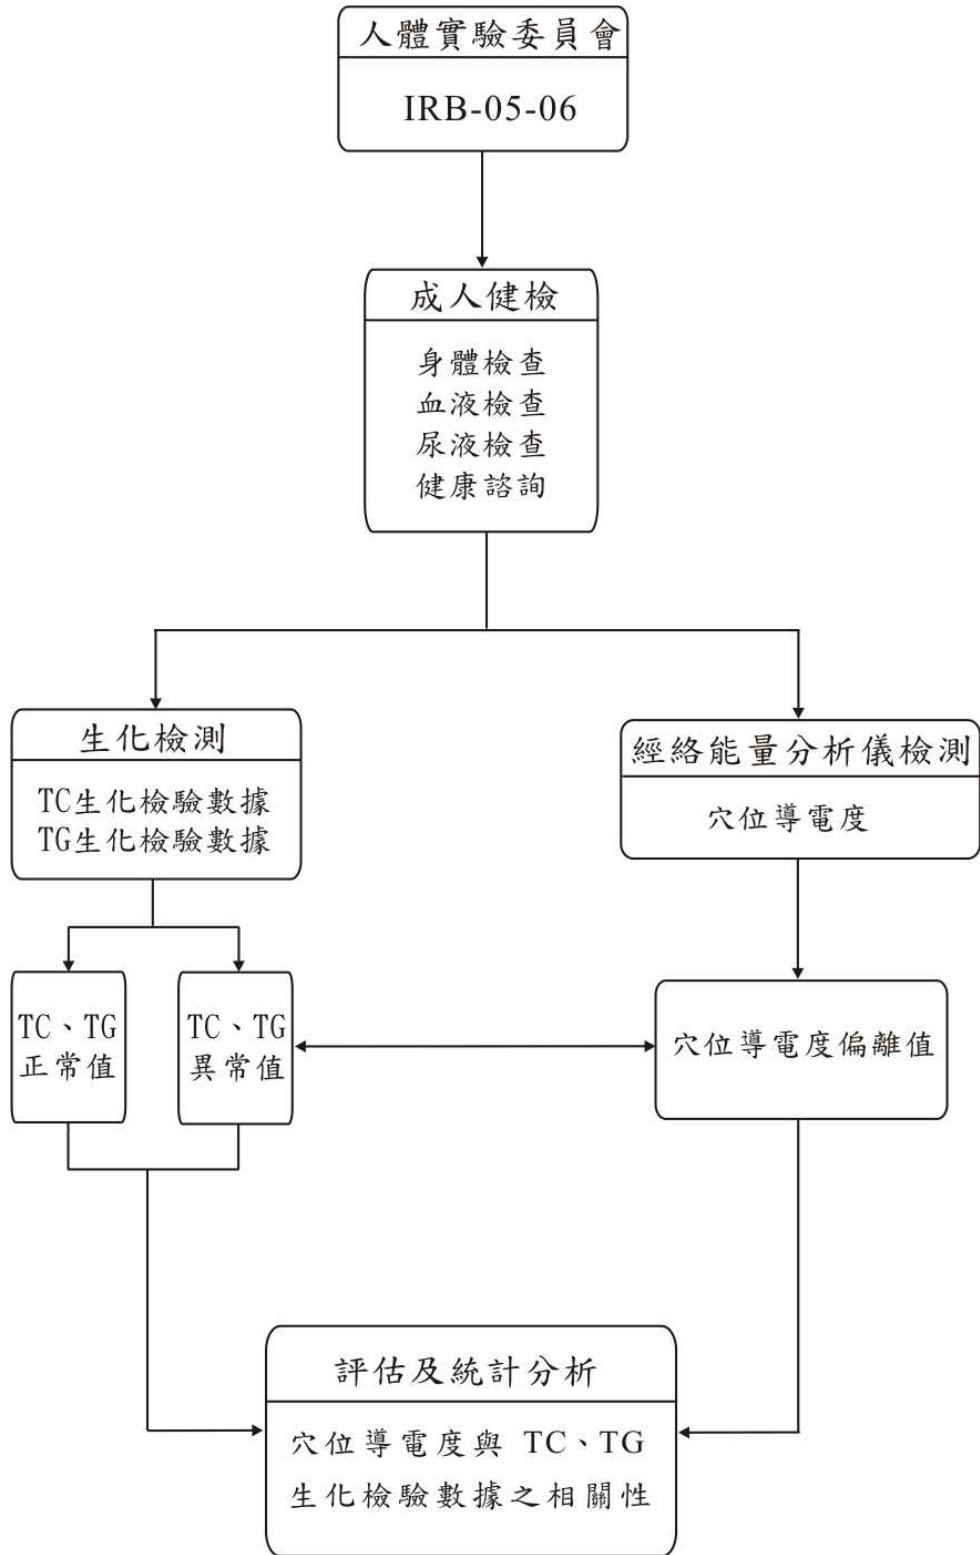 人體實驗委員會
IRB-05-06
成人健檢
身體檢查
血液檢查
尿液檢查
健康諮詢
生化檢測
TC生化檢驗數據
TG生化檢驗數據
經絡能量分析儀檢測
穴位導電度
TC、TG
正常值
TC、TG
異常值
穴位導電度偏離值
評估及統計分析
穴位導電度與 TC、TG
生化檢驗數據之相關性